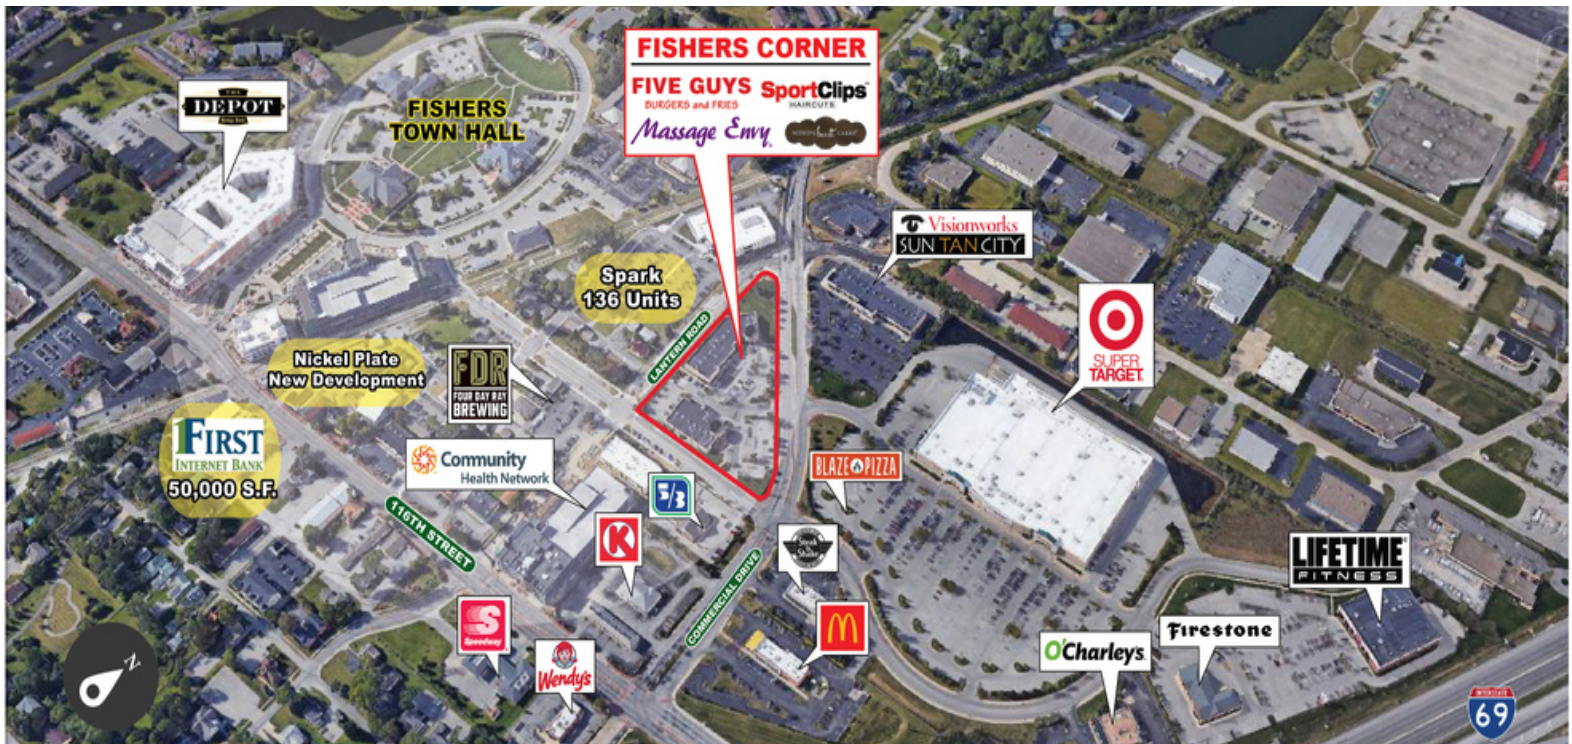 FISHERS CORNER
FIVE GUYS
BURGERS and FRIES
SportClips
HAIRCUTS
Massage Envy
THE
DEPOT
FISHERS
TOWN HALL
Visionworks
SUN TAN CITY
Spark
136 Units
SUPER
TARGET
LANTERN ROAD
Nickel Plate
New Development
FDR
FOUR DAY RAY
BREWING
1FIRST
INTERNET BANK
50,000 S.F.
Community
Health Network
BLAZE PIZZA
5/3
116TH STREET
K
Steak
n
Shake
LIFETIME
FITNESS
COMMERCIAL DRIVE
S
Speedway
M
Wendy's
O'Charley's
Firestone
N
INTERSTATE
69